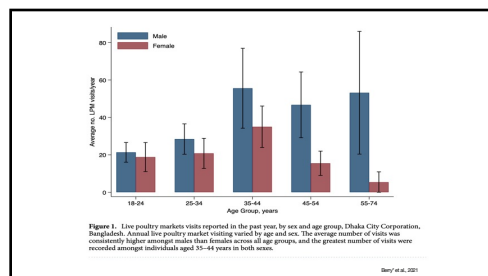 Male
Female
Average no. LPM visits/year
80
60
40
20
0
18-24
25-34
35-44
45-54
55-74
Age Group, years
Figure 1. Live poultry markets visits reported in the past year, by sex and age group, Dhaka City Corporation,
Bangladesh. Annual live poultry market visiting varied by age and sex. The average number of visits was
consistently higher amongst males than females across all age groups, and the greatest number of visits were
recorded amongst individuals aged 35–44 years in both sexes.
Berry* et al., 2021